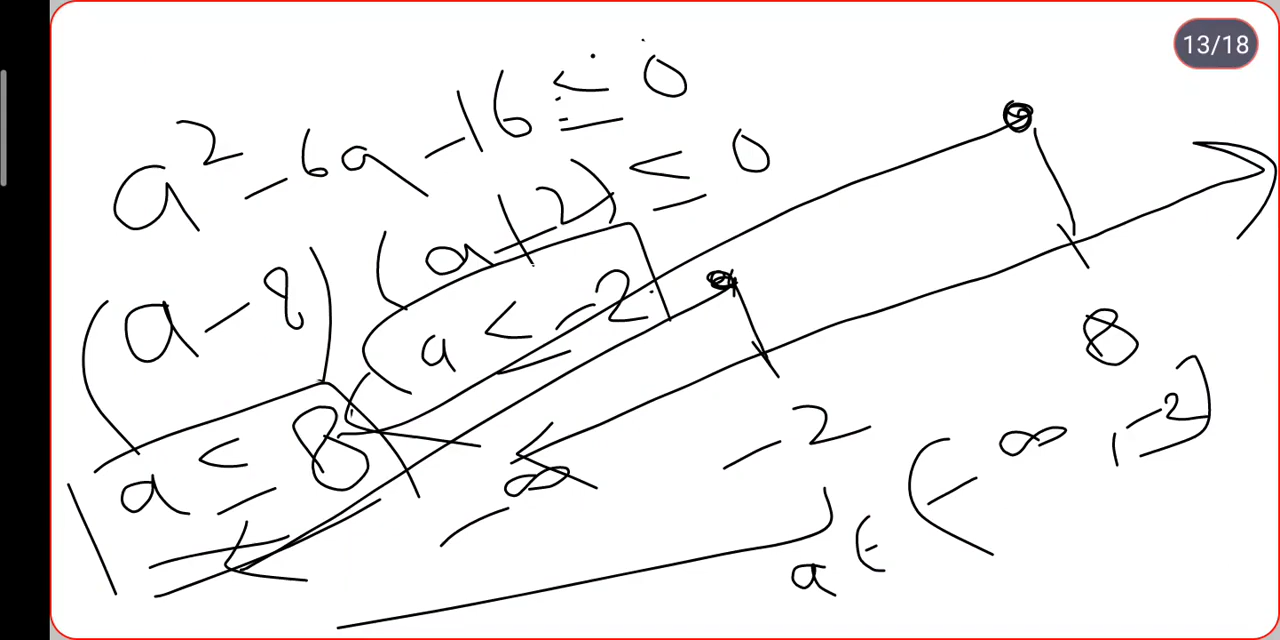 13/18
a² - 6a - 16 ≤ 0
(a - 8) (a + 2) ≤ 0
a ≤ 8
a ≤ -2
-∞
-2
8
a ∈ (-∞, -2]